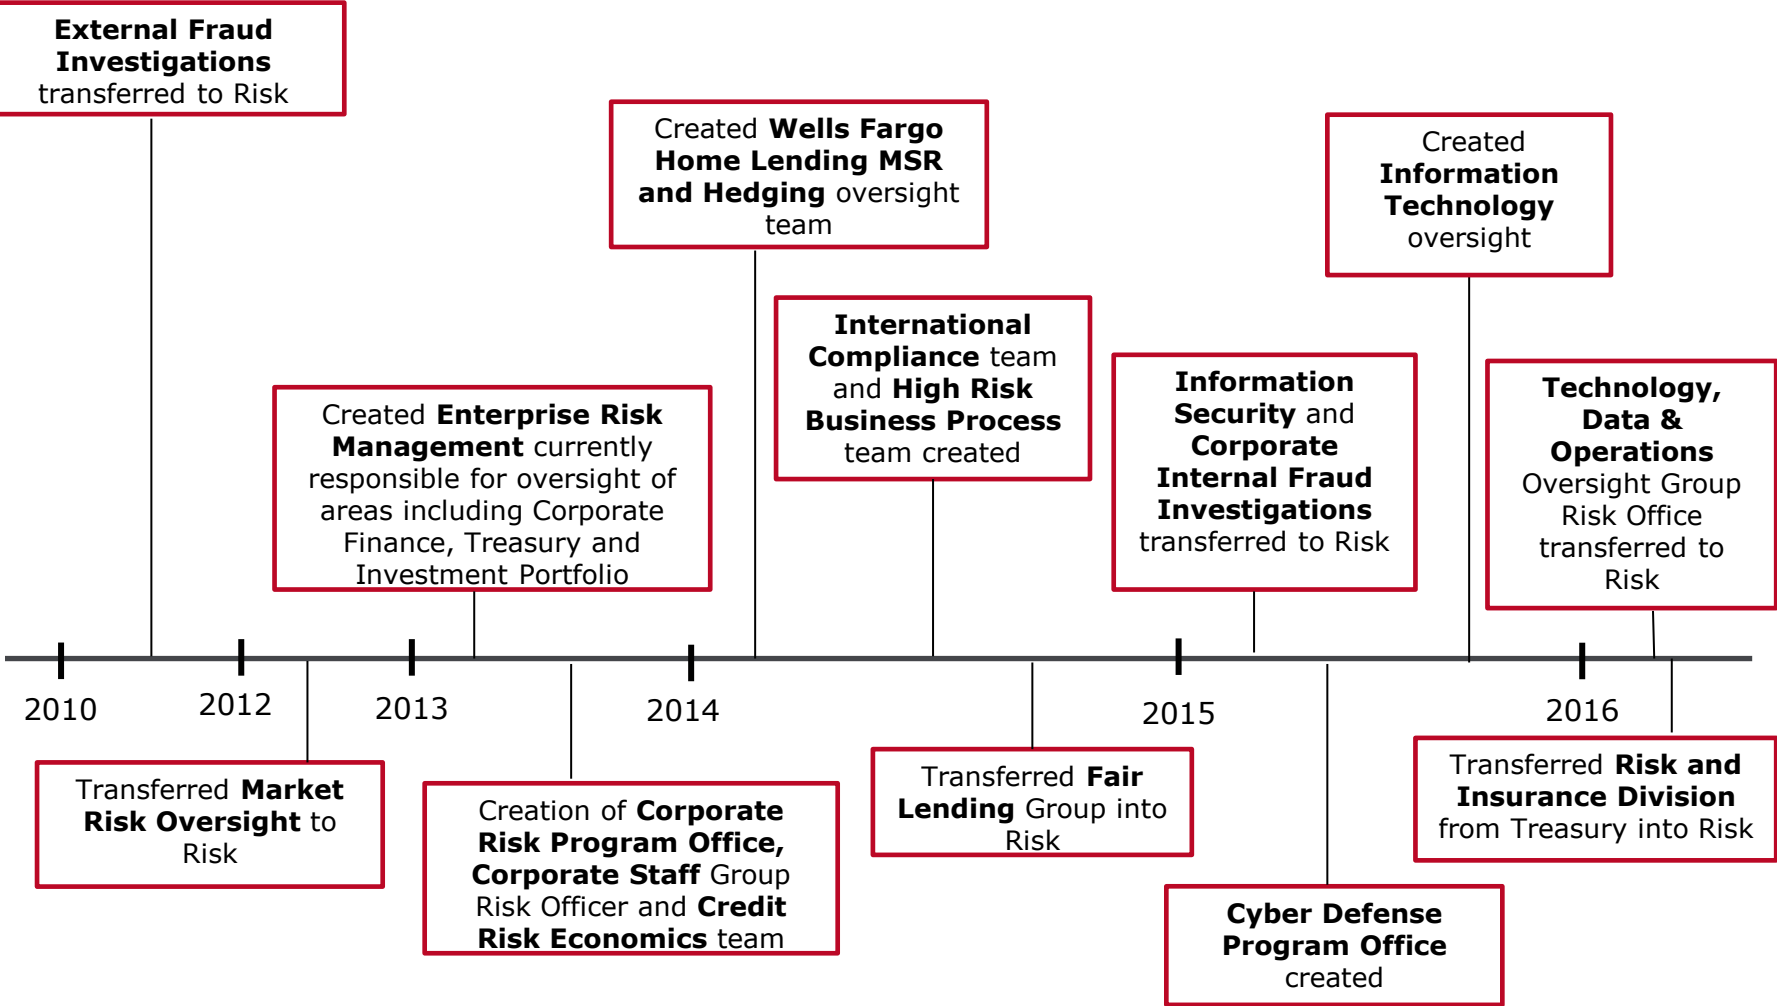 External Fraud
Investigations
transferred to Risk
Created Wells Fargo
Home Lending MSR
and Hedging oversight
team
Created
Information
Technology
oversight
International
Compliance team
and High Risk
Business Process
team created
Information
Security and
Corporate
Internal Fraud
Investigations
transferred to Risk
Technology,
Data &
Operations
Oversight Group
Risk Office
transferred to
Risk
Created Enterprise Risk
Management currently
responsible for oversight of
areas including Corporate
Finance, Treasury and
Investment Portfolio
2010
2012
2013
2014
2015
2016
Transferred Market
Risk Oversight to
Risk
Creation of Corporate
Risk Program Office,
Corporate Staff Group
Risk Officer and Credit
Risk Economics team
Transferred Fair
Lending Group into
Risk
Transferred Risk and
Insurance Division
from Treasury into Risk
Cyber Defense
Program Office
created